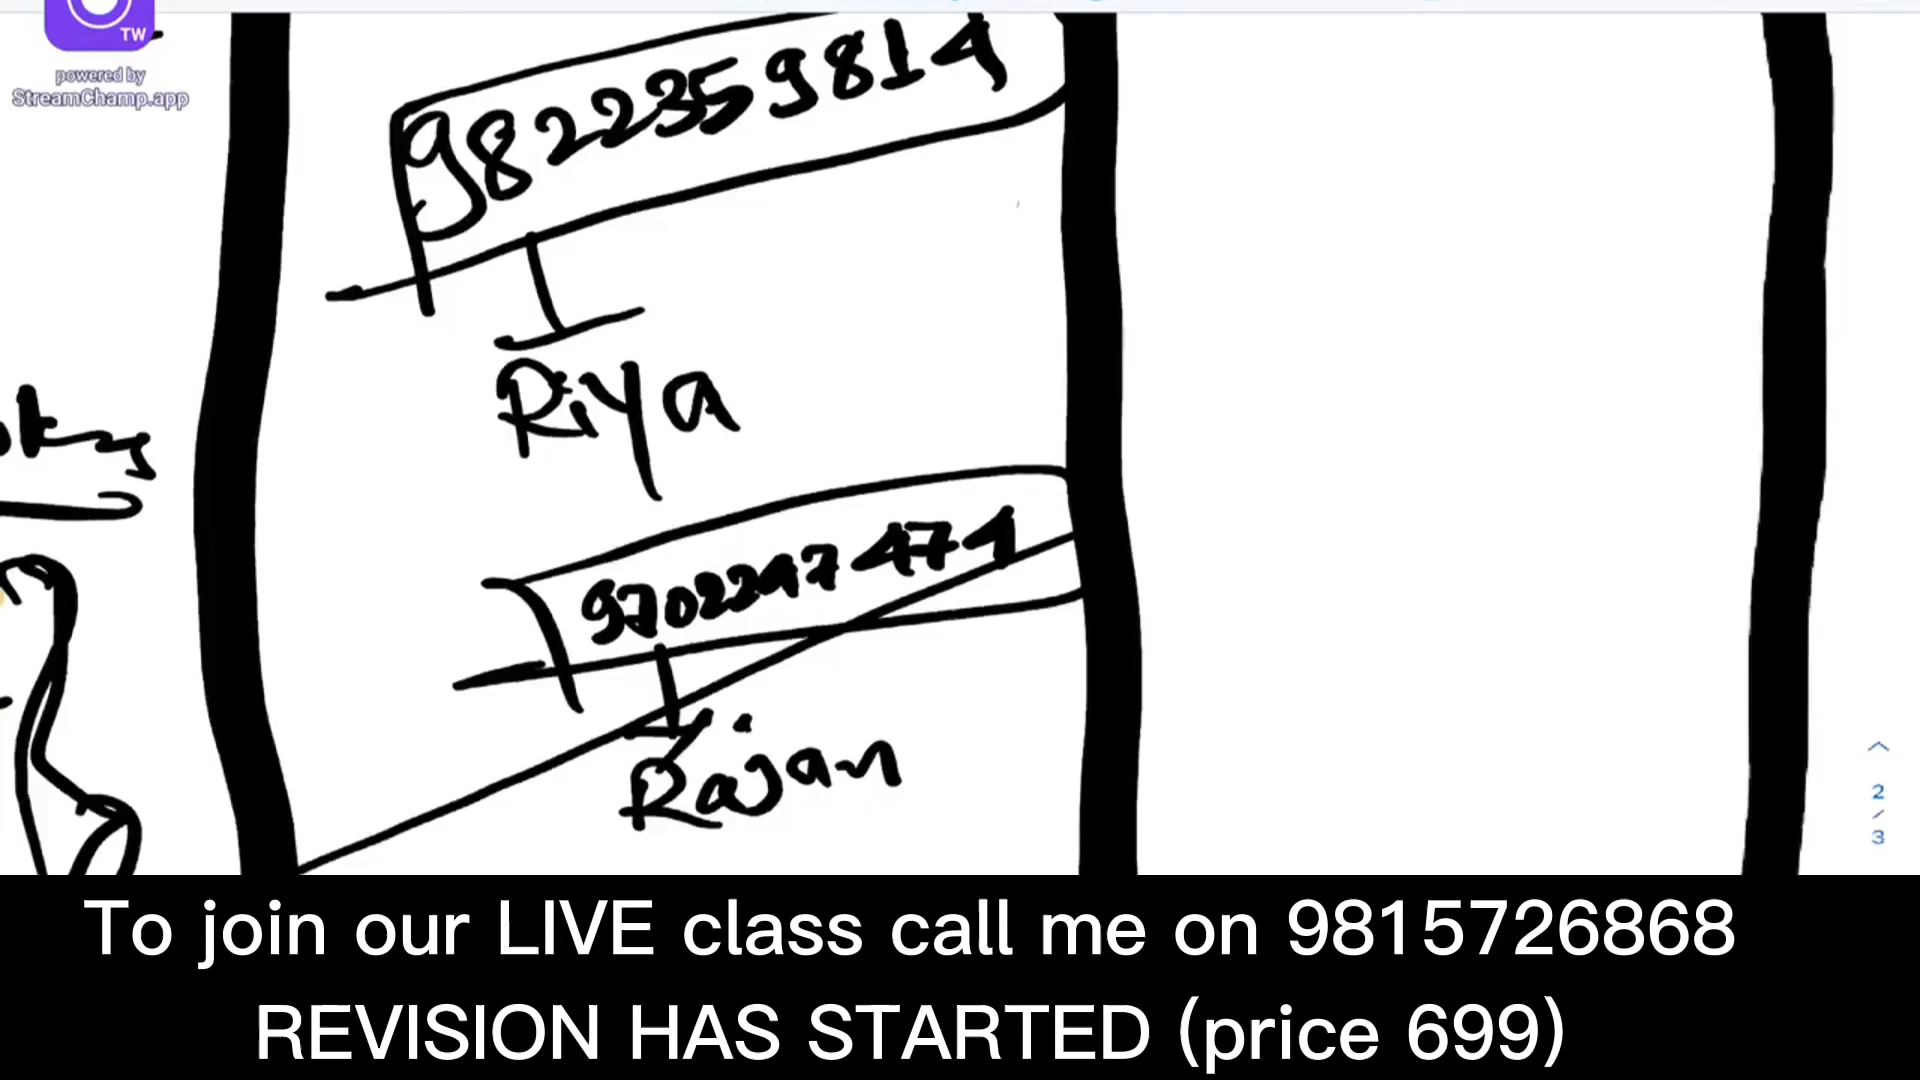 TW
powered by
StreamChamp.app
9822359814
Riya
9702247474
Rajan
2
/
3
To join our LIVE class call me on 9815726868
REVISION HAS STARTED (price 699)